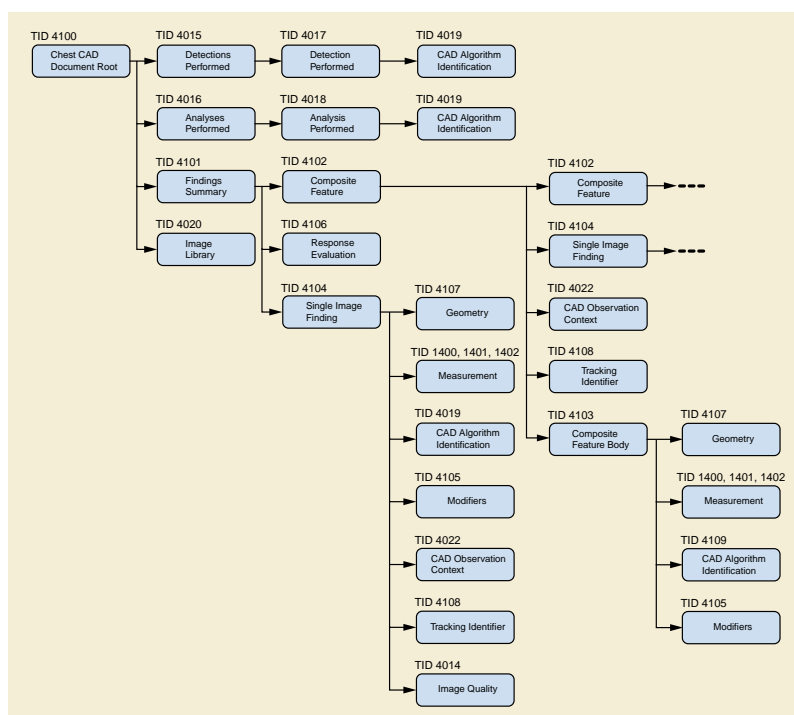 TID 4100
Chest CAD
Document Root
TID 4015
Detections
Performed
TID 4017
Detection
Performed
TID 4019
CAD Algorithm
Identification
TID 4016
Analyses
Performed
TID 4018
Analysis
Performed
TID 4019
CAD Algorithm
Identification
TID 4101
Findings
Summary
TID 4102
Composite
Feature
TID 4102
Composite
Feature
TID 4020
Image
Library
TID 4106
Response
Evaluation
TID 4104
Single Image
Finding
TID 4104
Single Image
Finding
TID 4107
Geometry
TID 4022
CAD Observation
Context
TID 1400, 1401, 1402
Measurement
TID 4108
Tracking
Identifier
TID 4019
CAD Algorithm
Identification
TID 4103
Composite
Feature Body
TID 4107
Geometry
TID 4105
Modifiers
TID 1400, 1401, 1402
Measurement
TID 4022
CAD Observation
Context
TID 4109
CAD Algorithm
Identification
TID 4108
Tracking Identifier
TID 4105
Modifiers
TID 4014
Image Quality